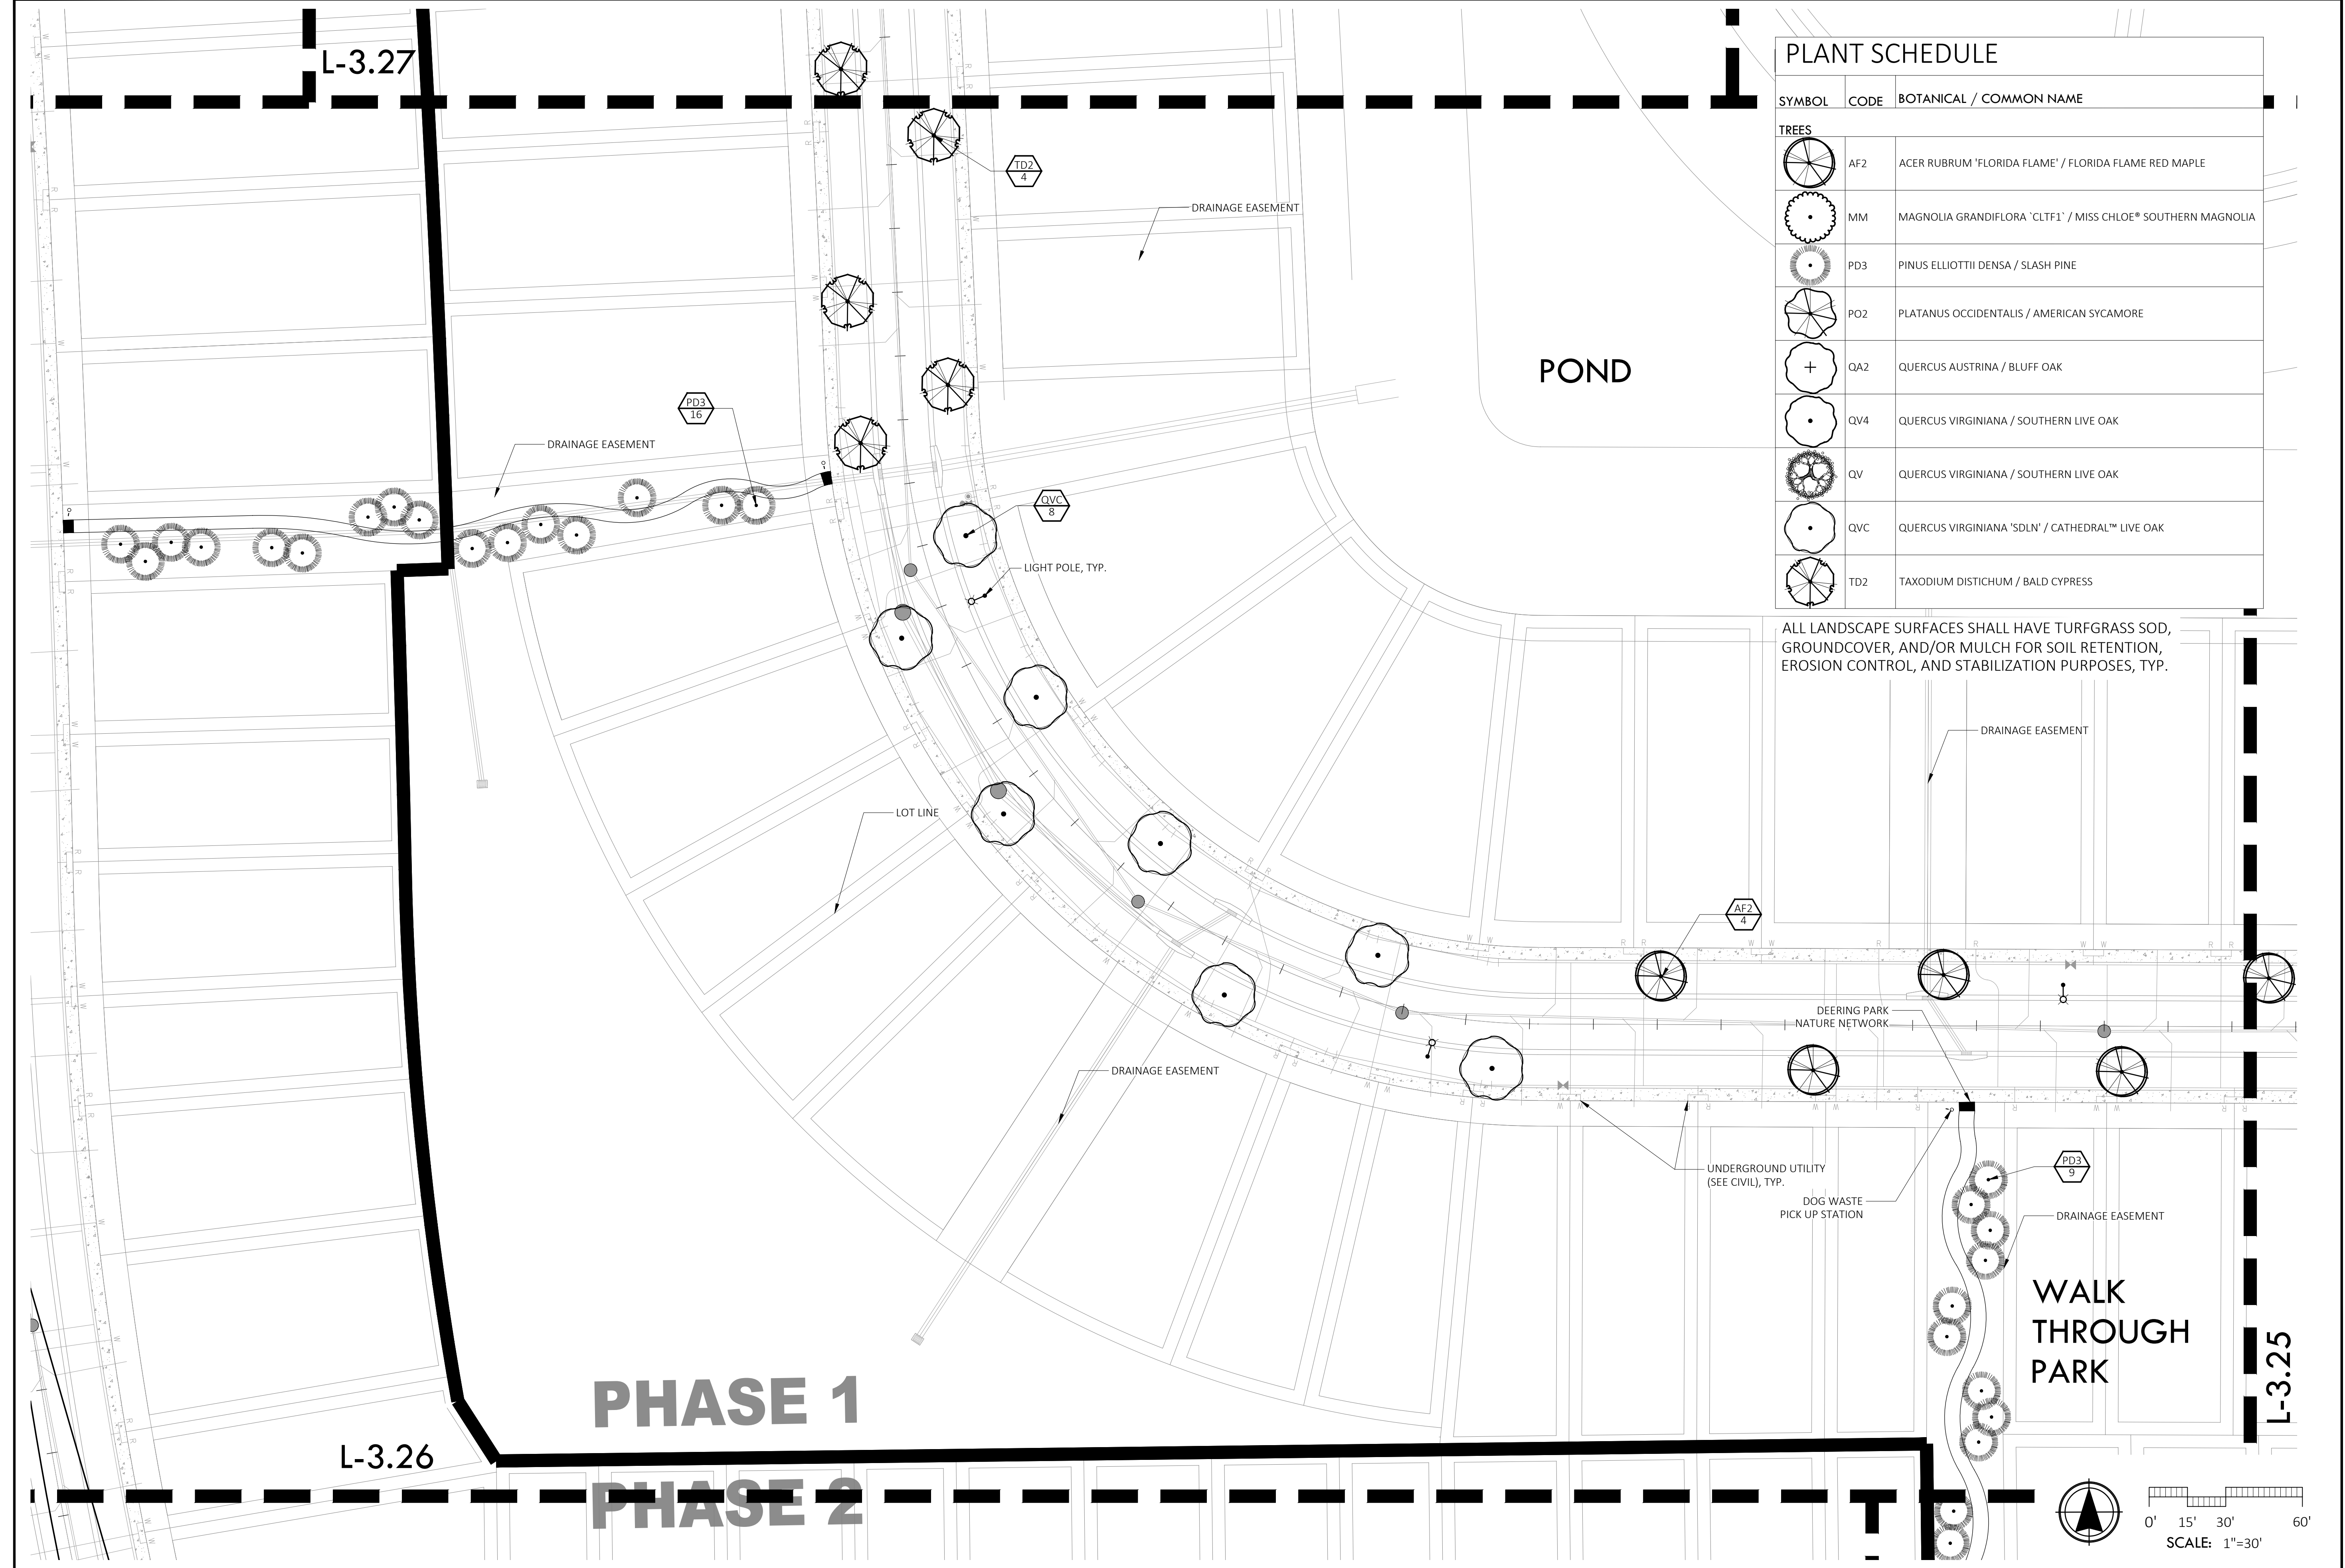 L-3.27
PLANT SCHEDULE
SYMBOL CODE BOTANICAL / COMMON NAME
TREES
AF2 ACER RUBRUM 'FLORIDA FLAME' / FLORIDA FLAME RED MAPLE
MM MAGNOLIA GRANDIFLORA `CLTF1` / MISS CHLOE® SOUTHERN MAGNOLIA
PD3 PINUS ELLIOTTII DENSA / SLASH PINE
PO2 PLATANUS OCCIDENTALIS / AMERICAN SYCAMORE
QA2 QUERCUS AUSTRINA / BLUFF OAK
QV4 QUERCUS VIRGINIANA / SOUTHERN LIVE OAK
QV QUERCUS VIRGINIANA / SOUTHERN LIVE OAK
QVC QUERCUS VIRGINIANA 'SDLN' / CATHEDRAL™ LIVE OAK
TD2 TAXODIUM DISTICHUM / BALD CYPRESS
ALL LANDSCAPE SURFACES SHALL HAVE TURFGRASS SOD,
GROUNDCOVER, AND/OR MULCH FOR SOIL RETENTION,
EROSION CONTROL, AND STABILIZATION PURPOSES, TYP.
TD2
4
DRAINAGE EASEMENT
POND
PD3
16
DRAINAGE EASEMENT
QVC
8
LIGHT POLE, TYP.
DRAINAGE EASEMENT
LOT LINE
AF2
4
DEERING PARK
NATURE NETWORK
DRAINAGE EASEMENT
UNDERGROUND UTILITY
(SEE CIVIL), TYP.
DOG WASTE
PICK UP STATION
PD3
9
DRAINAGE EASEMENT
WALK
THROUGH
PARK
L-3.25
PHASE 1
L-3.26
PHASE 2
0' 15' 30' 60'
SCALE: 1"=30'